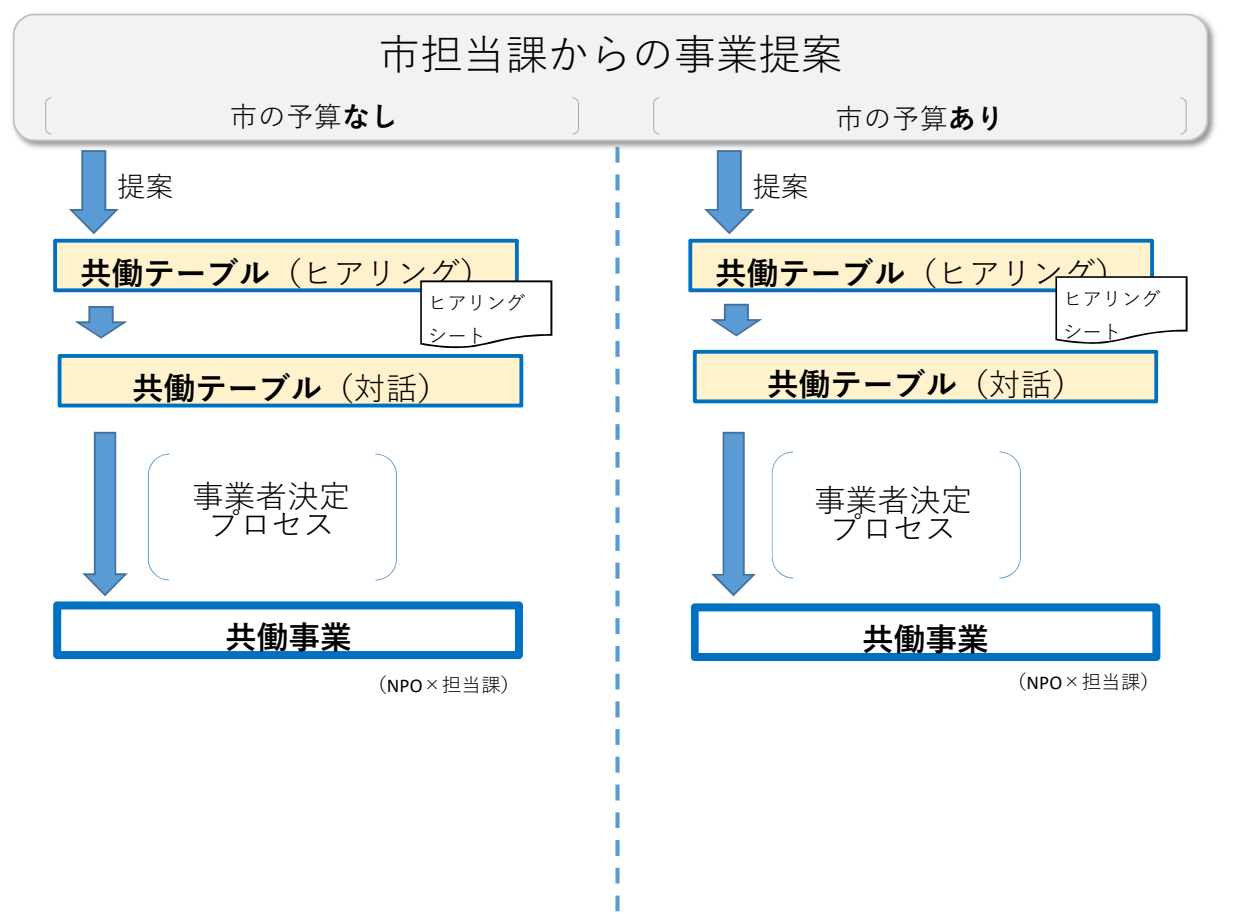 市担当課からの事業提案
市の予算なし
市の予算あり
提案
共働テーブル（ヒアリング）
ヒアリング
シート
共働テーブル（対話）
事業者決定
プロセス
共働事業
（NPO×担当課）
提案
共働テーブル（ヒアリング）
ヒアリング
シート
共働テーブル（対話）
事業者決定
プロセス
共働事業
（NPO×担当課）